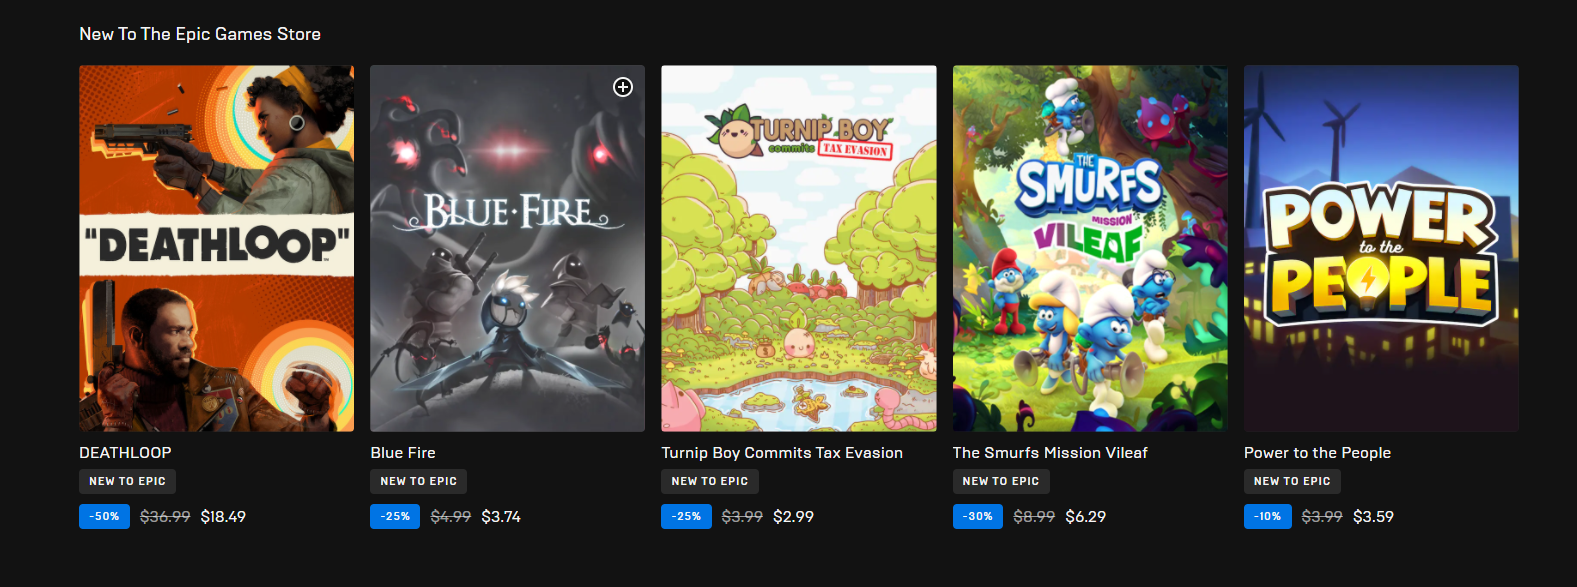 New To The Epic Games Store
"DEATHLOOP"
BLUE·FIRE
TURNIP BOY
commits TAX EVASION
THE
SMURFS
MISSION
VILEAF
POWER
to the
PEOPLE
DEATHLOOP
NEW TO EPIC
-50% $36.99 $18.49
Blue Fire
NEW TO EPIC
-25% $4.99 $3.74
Turnip Boy Commits Tax Evasion
NEW TO EPIC
-25% $3.99 $2.99
The Smurfs Mission Vileaf
NEW TO EPIC
-30% $8.99 $6.29
Power to the People
NEW TO EPIC
-10% $3.99 $3.59